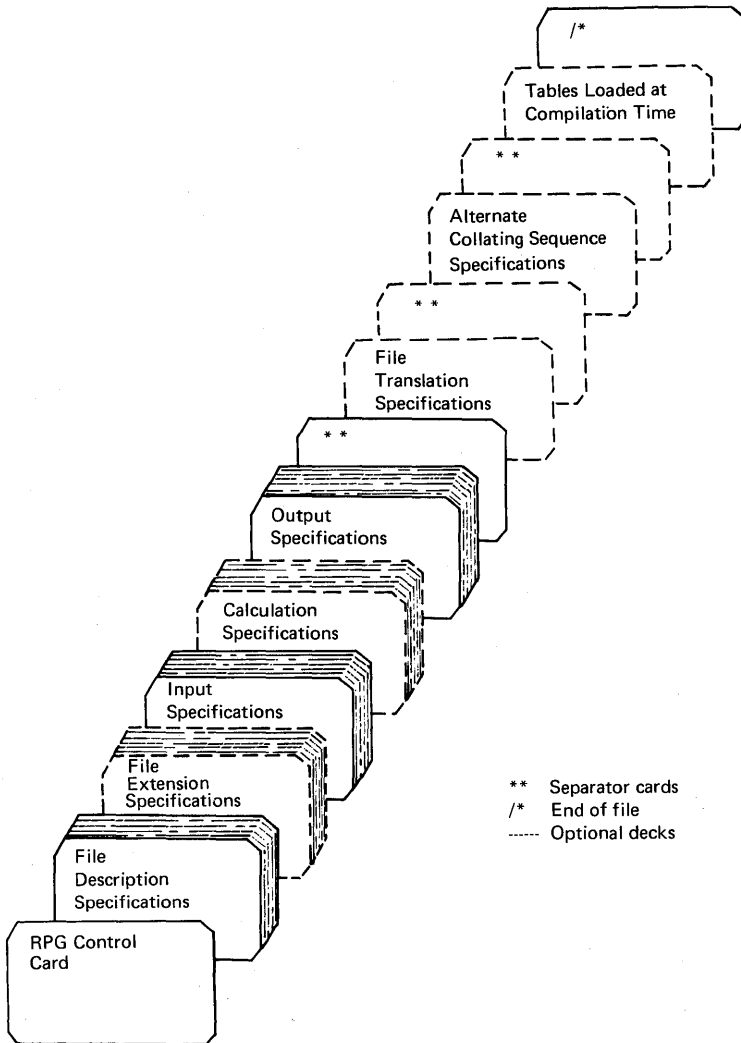 /*
Tables Loaded at
Compilation Time
* *
Alternate
Collating Sequence
Specifications
* *
File
Translation
Specifications
* *
Output
Specifications
Calculation
Specifications
Input
Specifications
File
Extension
Specifications
File
Description
Specifications
RPG Control
Card
** Separator cards
/* End of file
------ Optional decks